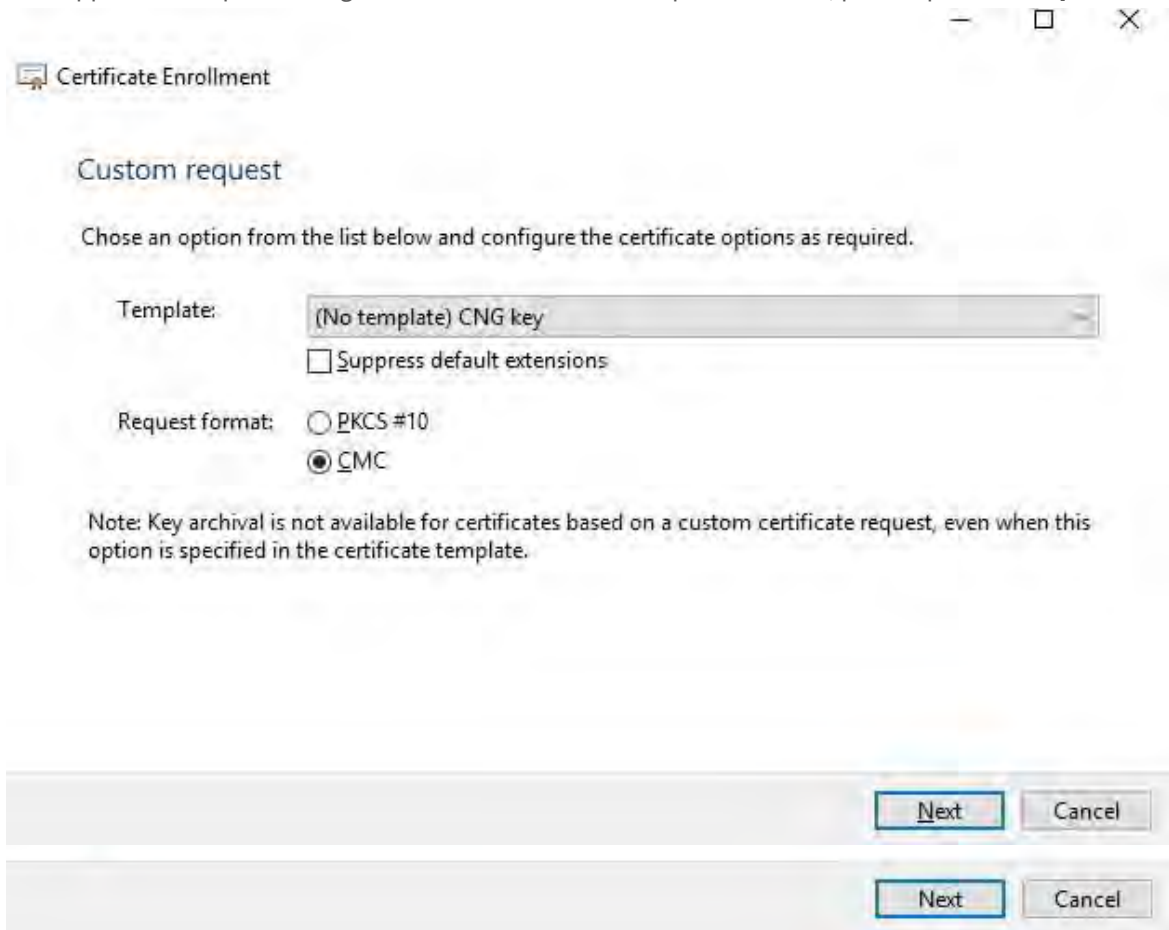 Certificate Enrollment
Custom request
Chose an option from the list below and configure the certificate options as required.
Template: (No template) CNG key
Suppress default extensions
Request format: PKCS #10
CMC
Note: Key archival is not available for certificates based on a custom certificate request, even when this
option is specified in the certificate template.
Next Cancel
Next Cancel